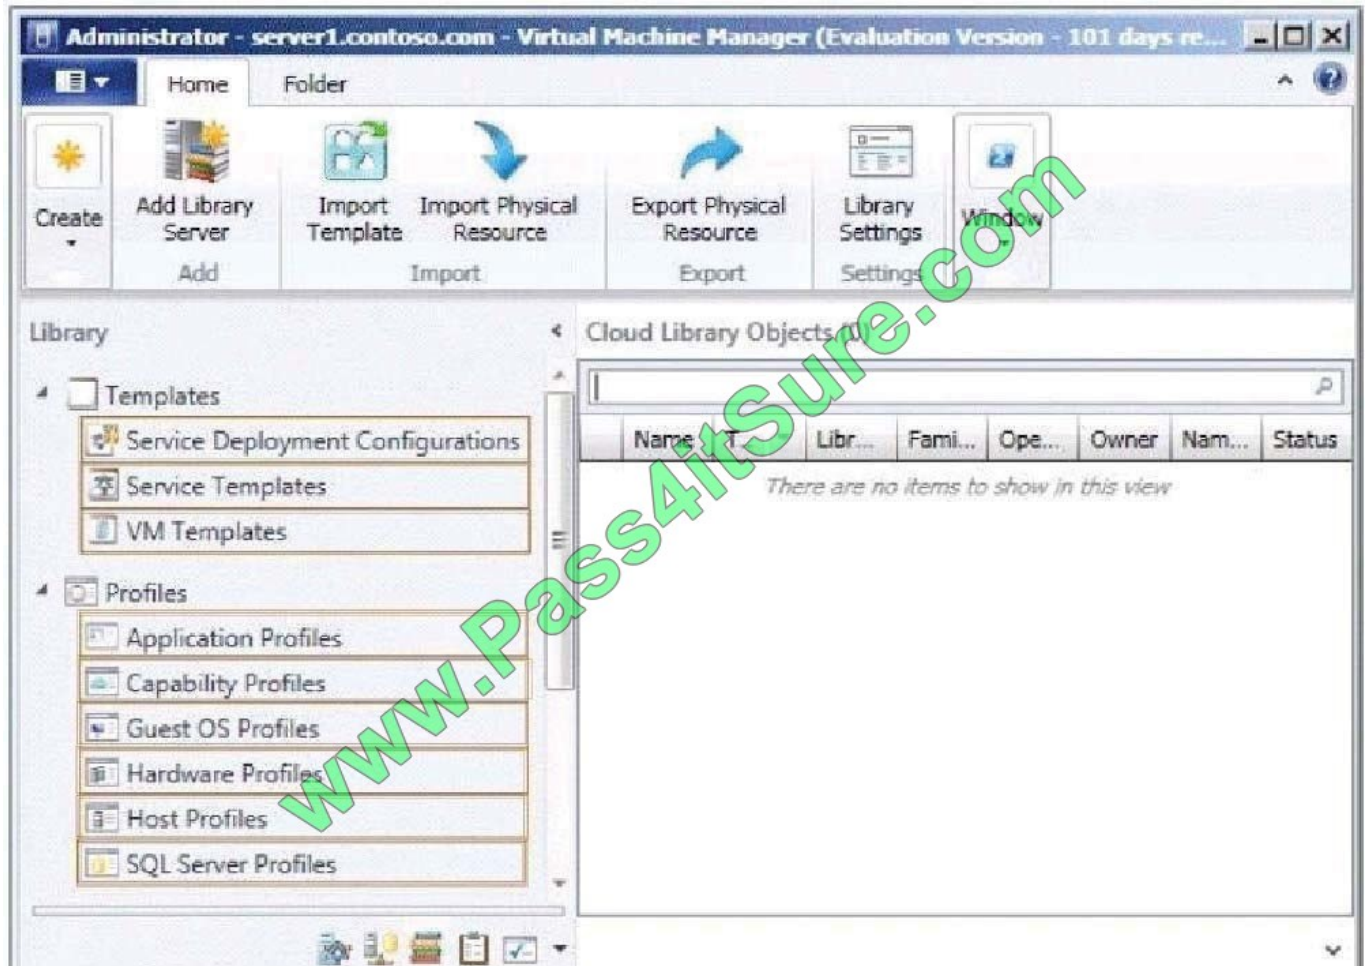 Administrator - server1.contoso.com - Virtual Machine Manager (Evaluation Version - 101 days re...
Home
Folder
Create
Add Library Server
Import Template
Import Physical Resource
Export Physical Resource
Library Settings
Window
Add
Import
Export
Settings
Library
Cloud Library Objects (0)
Templates
Service Deployment Configurations
Service Templates
VM Templates
Profiles
Application Profiles
Capability Profiles
Guest OS Profiles
Hardware Profiles
Host Profiles
SQL Server Profiles
Name
T...
Libr...
Fami...
Ope...
Owner
Nam...
Status
There are no items to show in this view
www.Pass4itSure.com